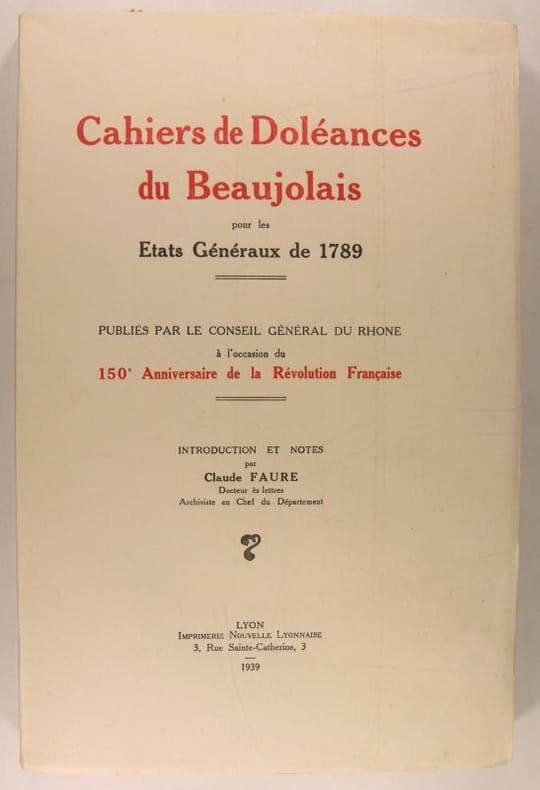 Cahiers de Doléances
du Beaujolais
pour les
Etats Généraux de 1789
PUBLIÉS PAR LE CONSEIL GÉNÉRAL DU RHONE
à l'occasion du
150e Anniversaire de la Révolution Française
INTRODUCTION ET NOTES
par
Claude FAURE
Docteur ès lettres
Archiviste en Chef du Département
LYON
IMPRIMERIE NOUVELLE LYONNAISE
3, Rue Sainte-Catherine, 3
1939